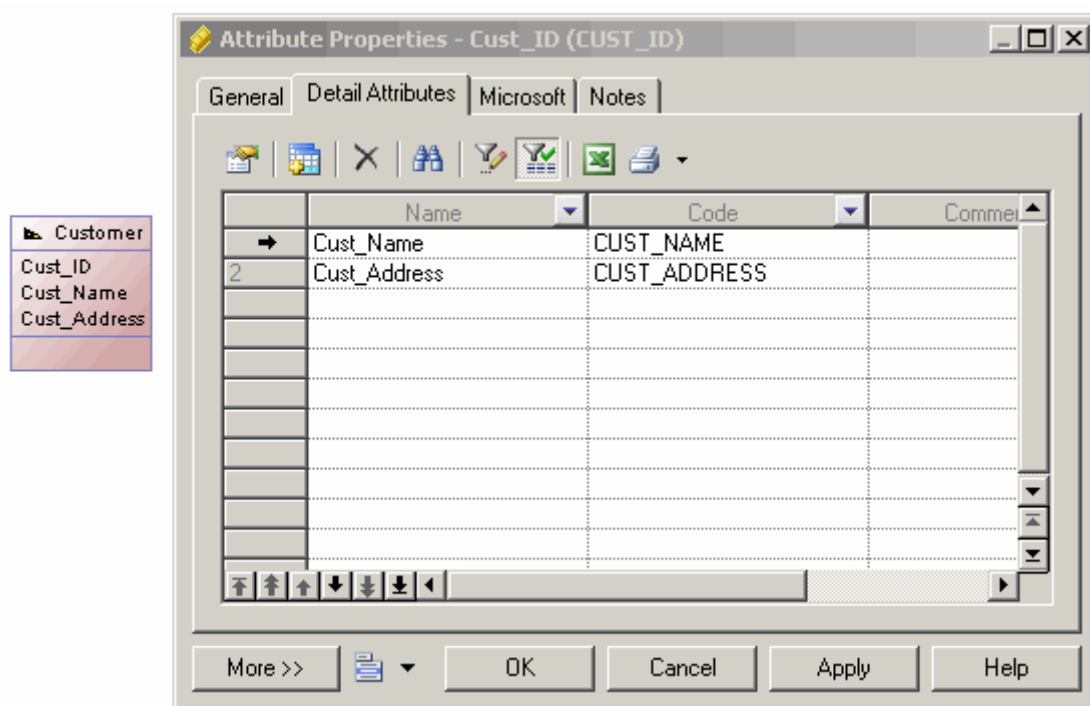 Attribute Properties - Cust_ID (CUST_ID)
General Detail Attributes Microsoft Notes
Name Code Commer
Cust_Name CUST_NAME
2 Cust_Address CUST_ADDRESS
Customer
Cust_ID
Cust_Name
Cust_Address
More >> OK Cancel Apply Help